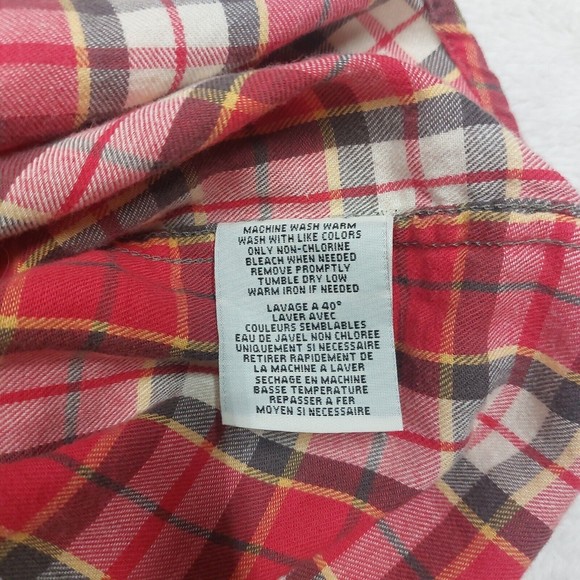 MACHINE WASH WARM
WASH WITH LIKE COLORS
ONLY NON-CHLORINE
BLEACH WHEN NEEDED
REMOVE PROMPTLY
TUMBLE DRY LOW
WARM IRON IF NEEDED
LAVAGE A 40°
LAVER AVEC
COULEURS SEMBLABLES
EAU DE JAVEL NON CHLOREE
UNIQUEMENT SI NECESSAIRE
RETIRER RAPIDEMENT DE
LA MACHINE A LAVER
SECHAGE EN MACHINE
BASSE TEMPERATURE
REPASSER A FER
MOYEN SI NECESSAIRE